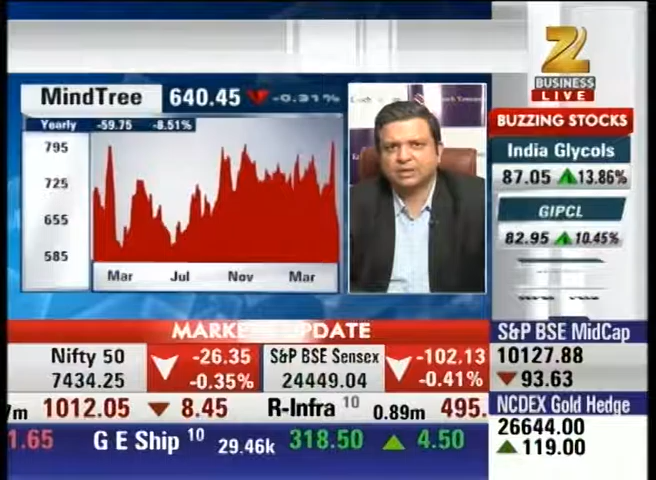 MindTree 640.45 -0.31%
Yearly -59.75 -8.51%
795
725
655
585
Mar Jul Nov Mar
Z
BUSINESS
LIVE
BUZZING STOCKS
India Glycols
87.05 13.86%
GIPCL
82.95 10.45%
MARKET UPDATE
Nifty 50 -26.35
7434.25 -0.35%
S&P BSE Sensex -102.13
24449.04 -0.41%
S&P BSE MidCap
10127.88
93.63
NCDEX Gold Hedge
26644.00
119.00
7m 1012.05 8.45 R-Infra 10 0.89m 495.
1.65 G E Ship 10 29.46k 318.50 4.50